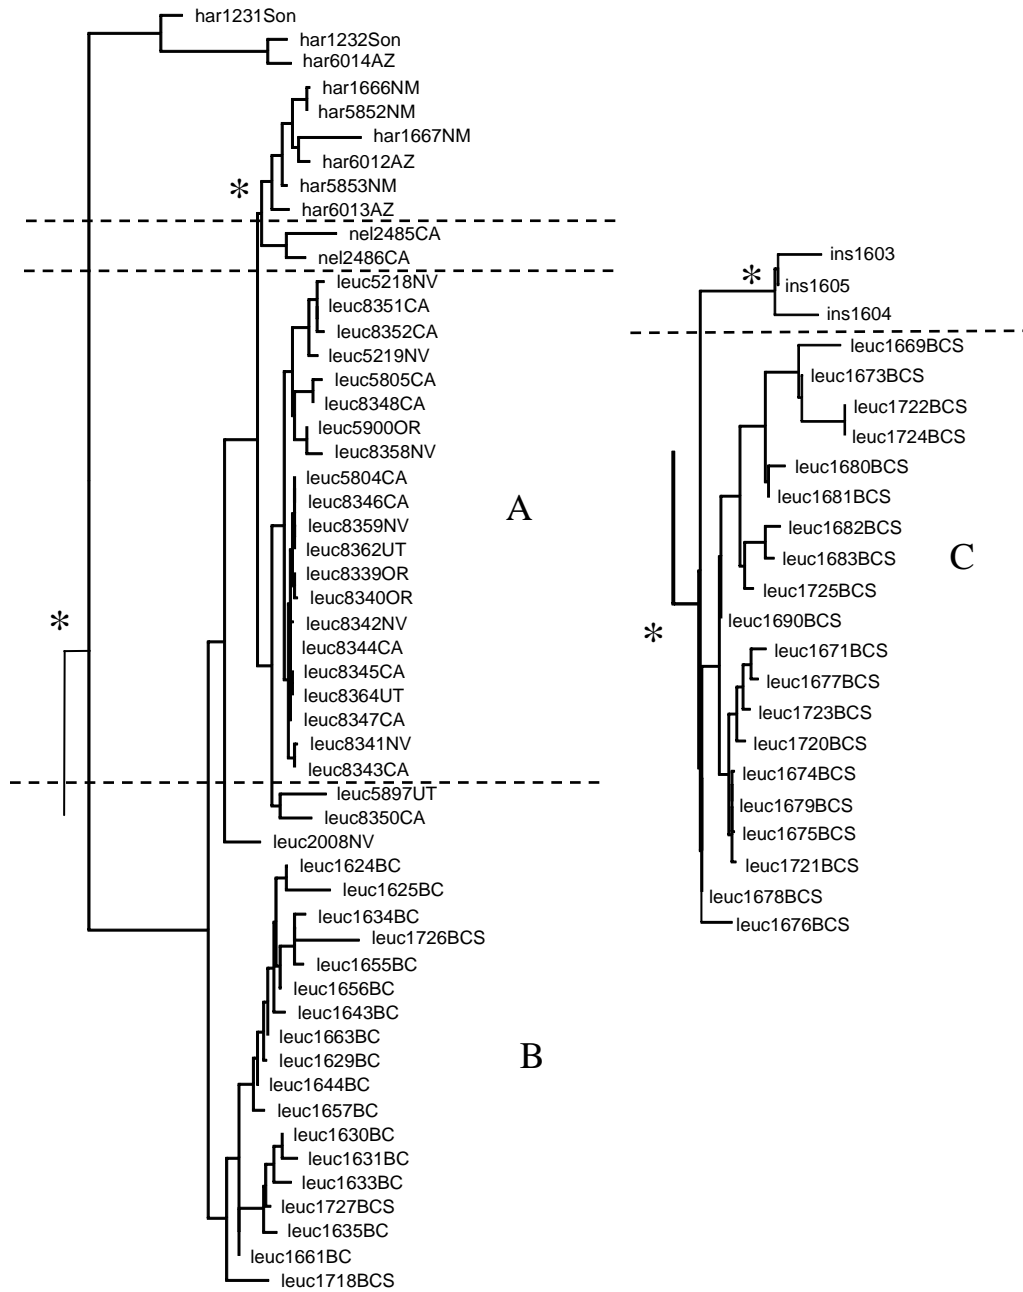 har1231Son
har1232Son
har6014AZ
har1666NM
har5852NM
har1667NM
har6012AZ
*
har5853NM
har6013AZ
nel2485CA
nel2486CA
leuc5218NV
leuc8351CA
leuc8352CA
leuc5219NV
leuc5805CA
leuc8348CA
leuc5900OR
leuc8358NV
leuc5804CA
leuc8346CA
A
leuc8359NV
leuc8362UT
leuc8339OR
leuc8340OR
*
leuc8342NV
leuc8344CA
leuc8345CA
leuc8364UT
leuc8347CA
leuc8341NV
leuc8343CA
leuc5897UT
leuc8350CA
leuc2008NV
leuc1624BC
leuc1625BC
leuc1634BC
leuc1726BCS
leuc1655BC
leuc1656BC
leuc1643BC
leuc1663BC
B
leuc1629BC
leuc1644BC
leuc1657BC
leuc1630BC
leuc1631BC
leuc1633BC
leuc1727BCS
leuc1635BC
leuc1661BC
leuc1718BCS
ins1603
*
ins1605
ins1604
leuc1669BCS
leuc1673BCS
leuc1722BCS
leuc1724BCS
leuc1680BCS
leuc1681BCS
leuc1682BCS
leuc1683BCS
C
leuc1725BCS
leuc1690BCS
*
leuc1671BCS
leuc1677BCS
leuc1723BCS
leuc1720BCS
leuc1674BCS
leuc1679BCS
leuc1675BCS
leuc1721BCS
leuc1678BCS
leuc1676BCS